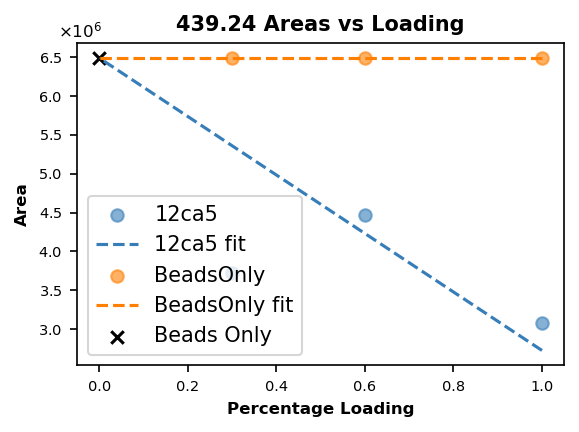 439.24 Areas vs Loading
×10⁶
6.5
6.0
5.5
5.0
4.5
4.0
3.5
3.0
Area
12ca5
12ca5 fit
BeadsOnly
BeadsOnly fit
Beads Only
0.0 0.2 0.4 0.6 0.8 1.0
Percentage Loading